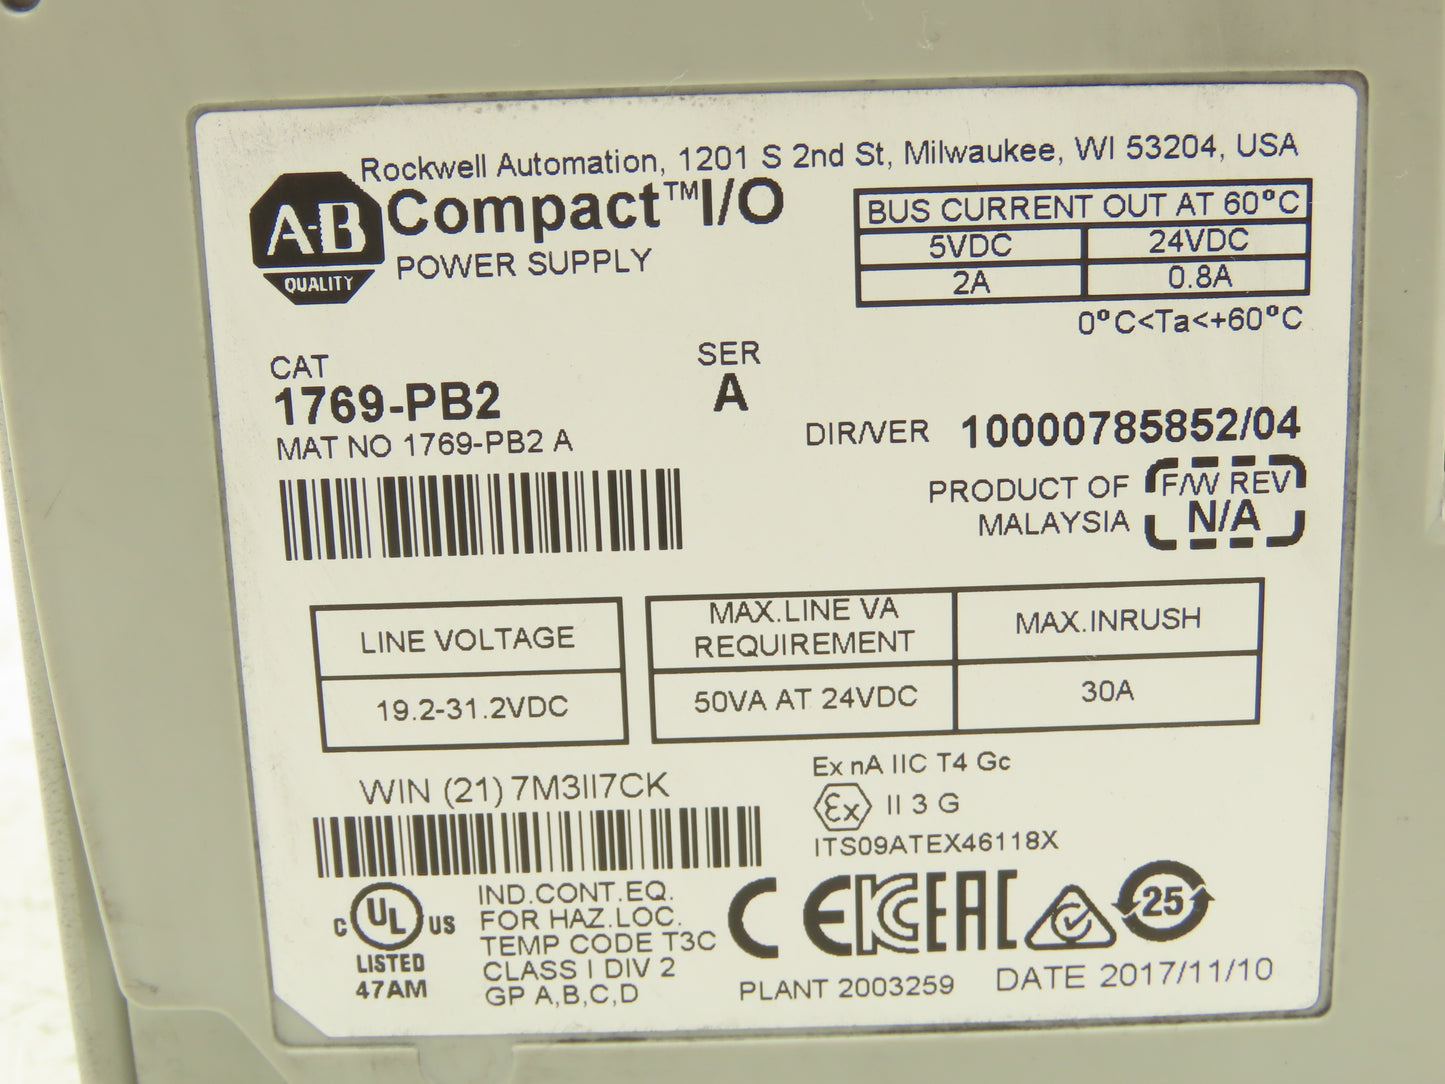 Rockwell Automation, 1201 S 2nd St, Milwaukee, WI 53204, USA
A-B
QUALITY
Compact™I/O
POWER SUPPLY
BUS CURRENT OUT AT 60°C
5VDC 24VDC
2A 0.8A
0°C<Ta<+60°C
CAT
1769-PB2
MAT NO 1769-PB2 A
SER
A
DIR/VER 10000785852/04
PRODUCT OF
MALAYSIA
F/W REV
N/A
LINE VOLTAGE
19.2-31.2VDC
MAX.LINE VA
REQUIREMENT
MAX.INRUSH
50VA AT 24VDC
30A
WIN (21) 7M3II7CK
Ex nA IIC T4 Gc
Ex II 3 G
ITS09ATEX46118X
C UL US
LISTED
47AM
IND.CONT.EQ.
FOR HAZ.LOC.
TEMP CODE T3C
CLASS I DIV 2
GP A,B,C,D
CE KC EAC 25
PLANT 2003259
DATE 2017/11/10